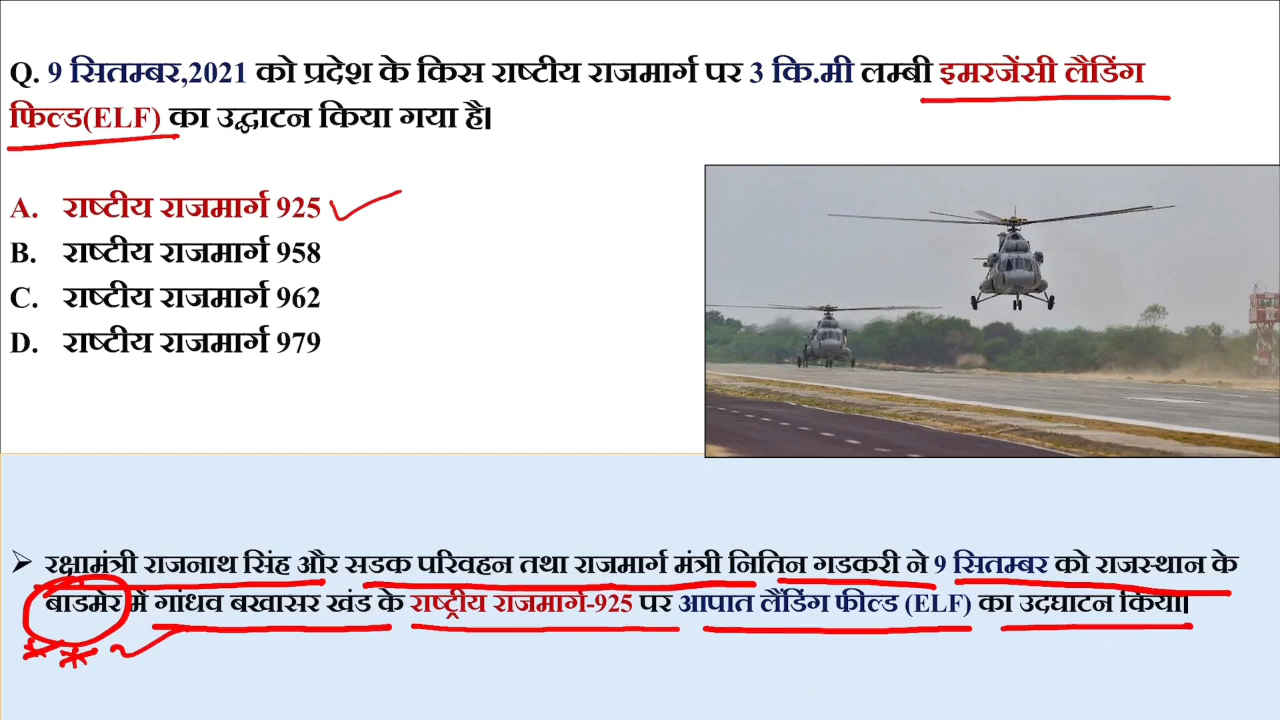 Q. 9 सितम्बर,2021 को प्रदेश के किस राष्टीय राजमार्ग पर 3 कि.मी लम्बी इमरजेंसी लैडिंग
फिल्ड(ELF) का उद्घाटन किया गया है।
A. राष्टीय राजमार्ग 925
B. राष्टीय राजमार्ग 958
C. राष्टीय राजमार्ग 962
D. राष्टीय राजमार्ग 979
रक्षामंत्री राजनाथ सिंह और सडक परिवहन तथा राजमार्ग मंत्री नितिन गडकरी ने 9 सितम्बर को राजस्थान के
बाडमेर में गांधव बखासर खंड के राष्ट्रीय राजमार्ग-925 पर आपात लैंडिंग फील्ड (ELF) का उदघाटन किया।